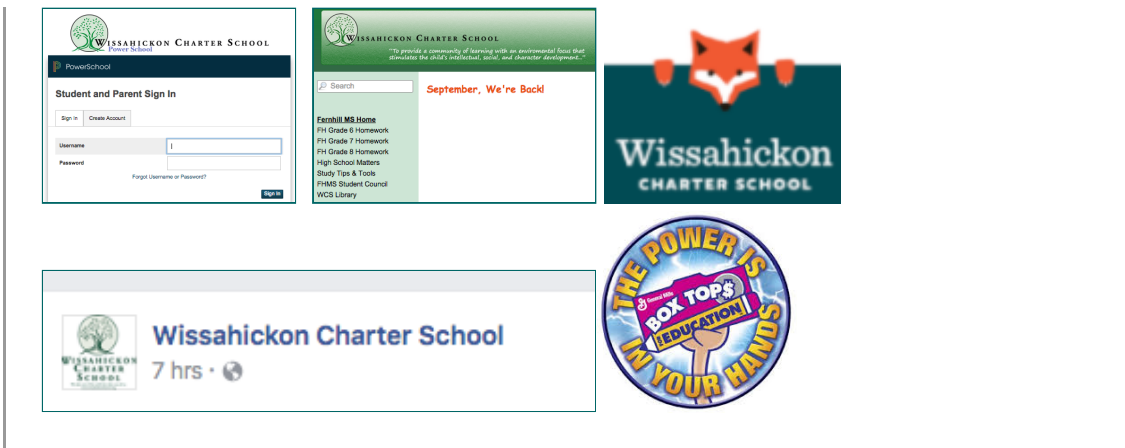 WISSAHICKON CHARTER SCHOOL
Power School
PowerSchool
Student and Parent Sign In
Sign in
Create Account
Username
Password
Forgot Username or Password?
Sign In
WISSAHICKON CHARTER SCHOOL
"To provide a community of learning with an enviromental focus that
stimulates the child's intellectual, social, and character development..."
Search
September, We're Back!
Fernhill MS Home
FH Grade 6 Homework
FH Grade 7 Homework
FH Grade 8 Homework
High School Matters
Study Tips & Tools
FHMS Student Council
WCS Library
Wissahickon
CHARTER SCHOOL
WISSAHICKON
CHARTER
SCHOOL
Wissahickon Charter School
7 hrs ·
THE POWER IS
General Mills
BOX TOP$
FOR EDUCATION
IN YOUR HANDS